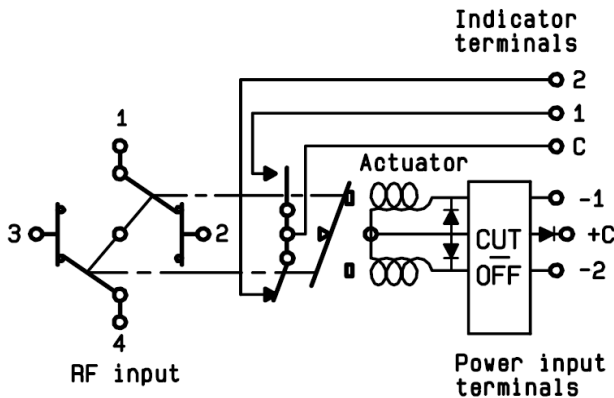 Indicator
terminals
2
1
C
1
Actuator
3
2
-1
CUT
OFF
+C
-2
4
RF input
Power input
terminals